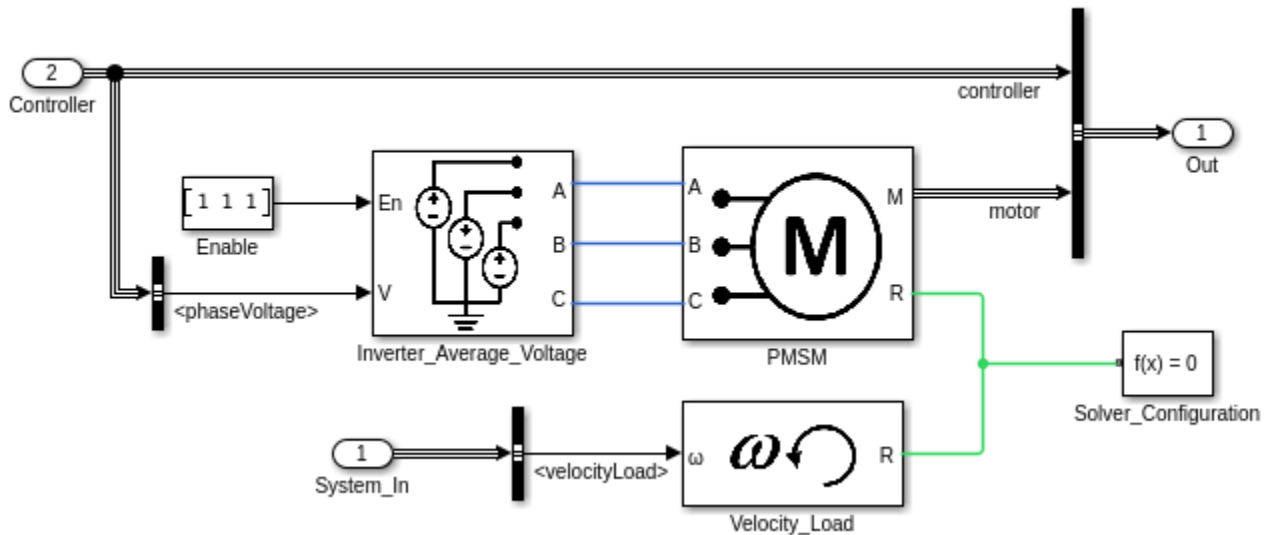 2
Controller
controller
1
Out
[1 1 1]
Enable
En
V
<phaseVoltage>
+
−
+
−
+
−
A
B
C
Inverter_Average_Voltage
A
B
C
M
M
R
PMSM
motor
f(x) = 0
Solver_Configuration
1
System_In
<velocityLoad>
ω
ω
R
Velocity_Load